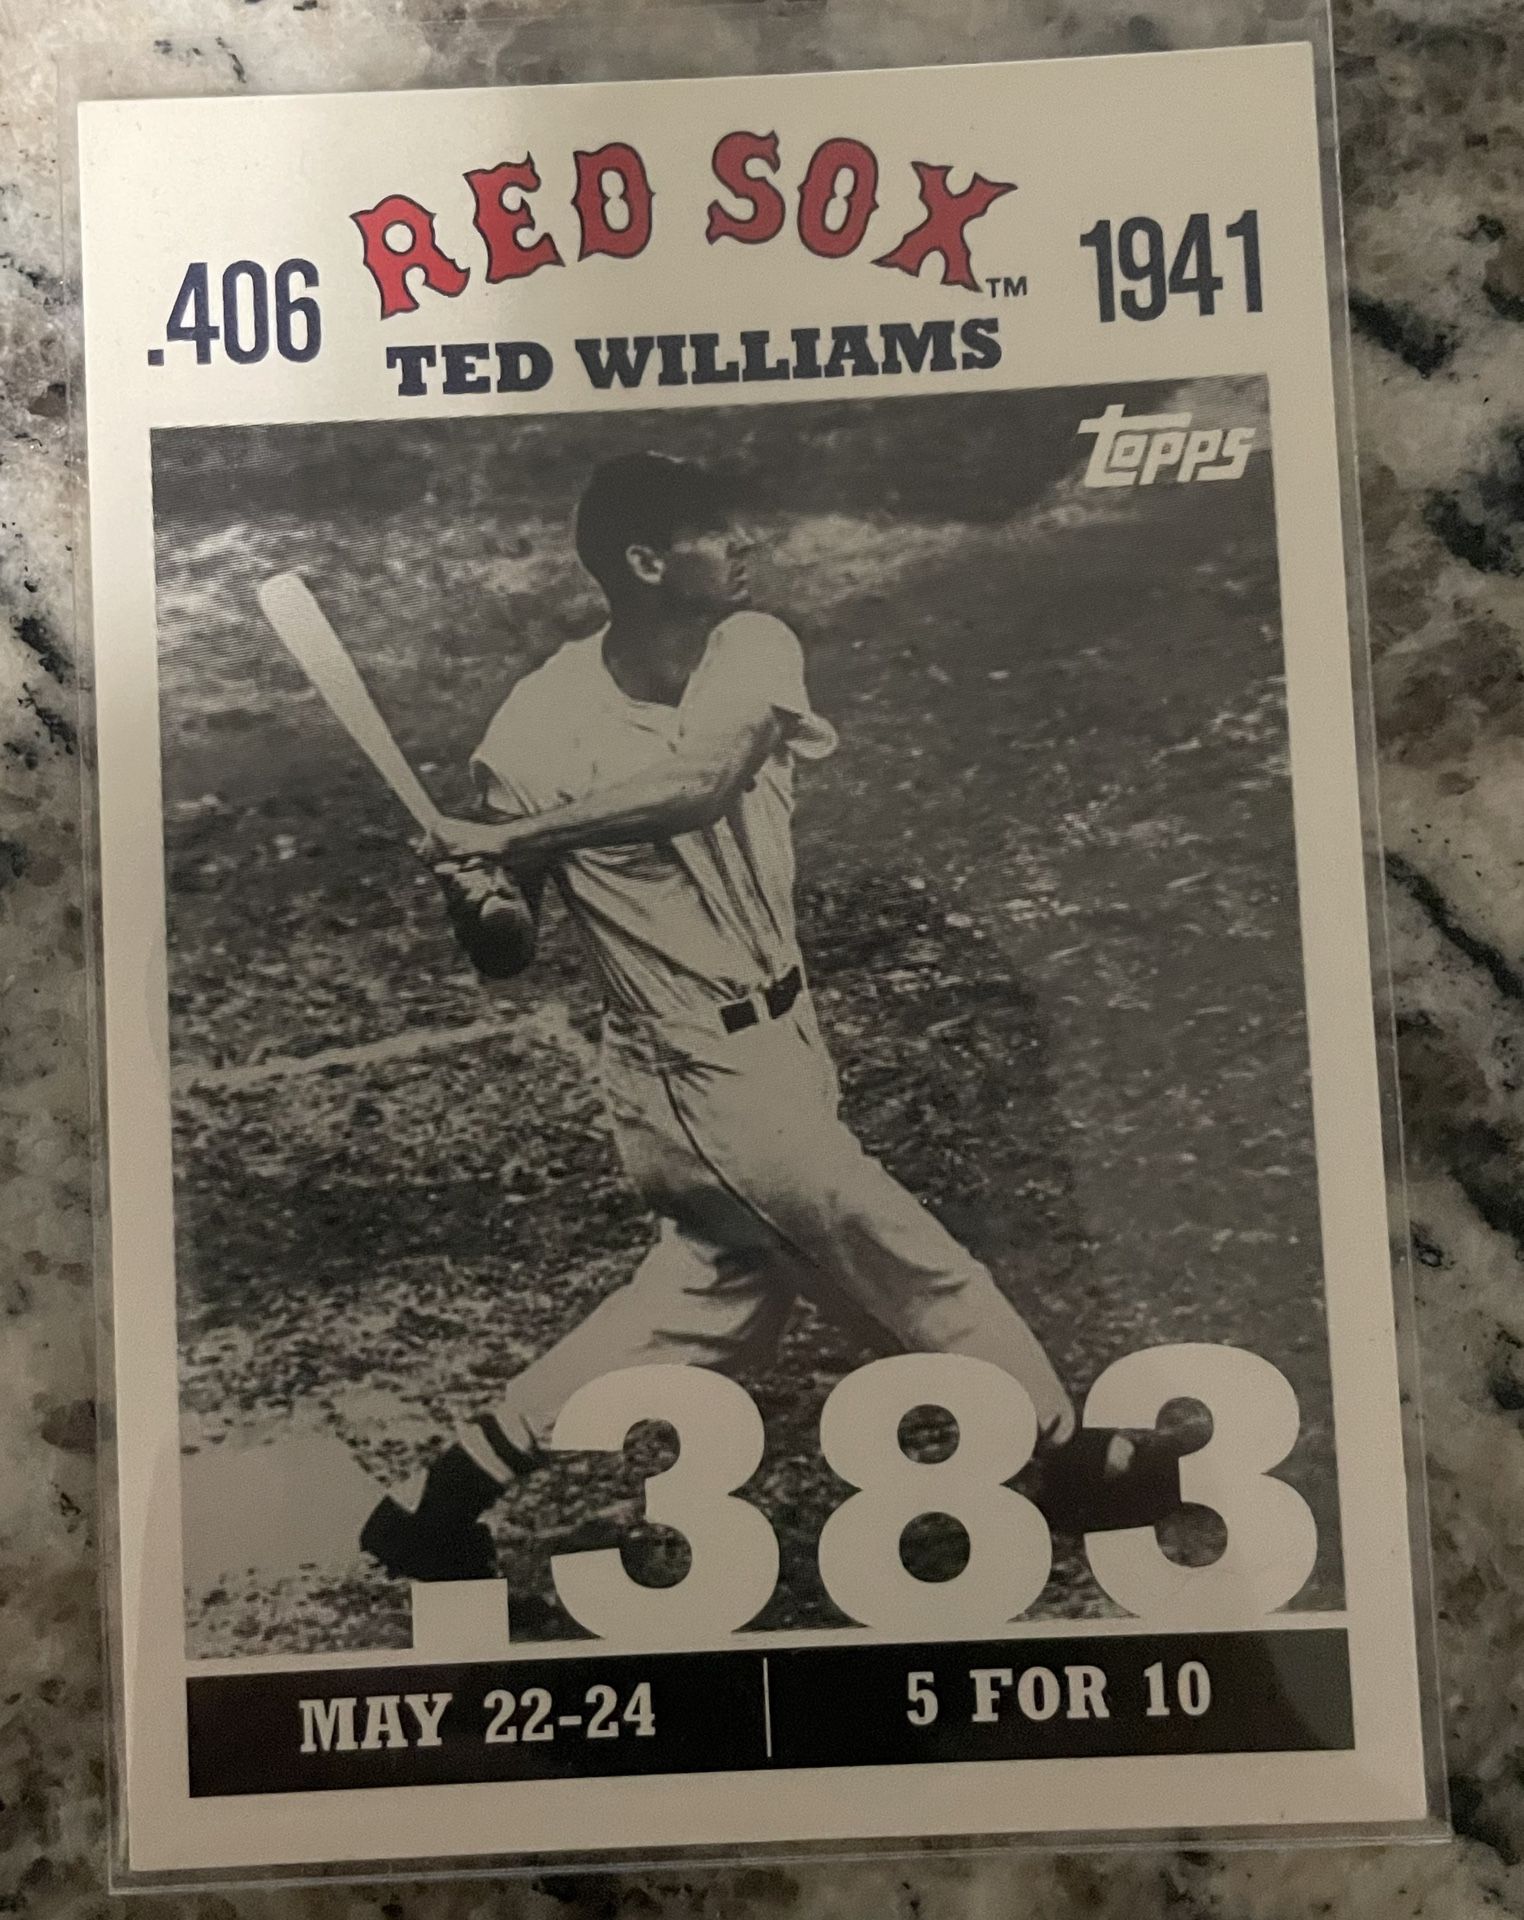 RED SOX™
.406
1941
TED WILLIAMS
topps
.383
MAY 22-24
5 FOR 10